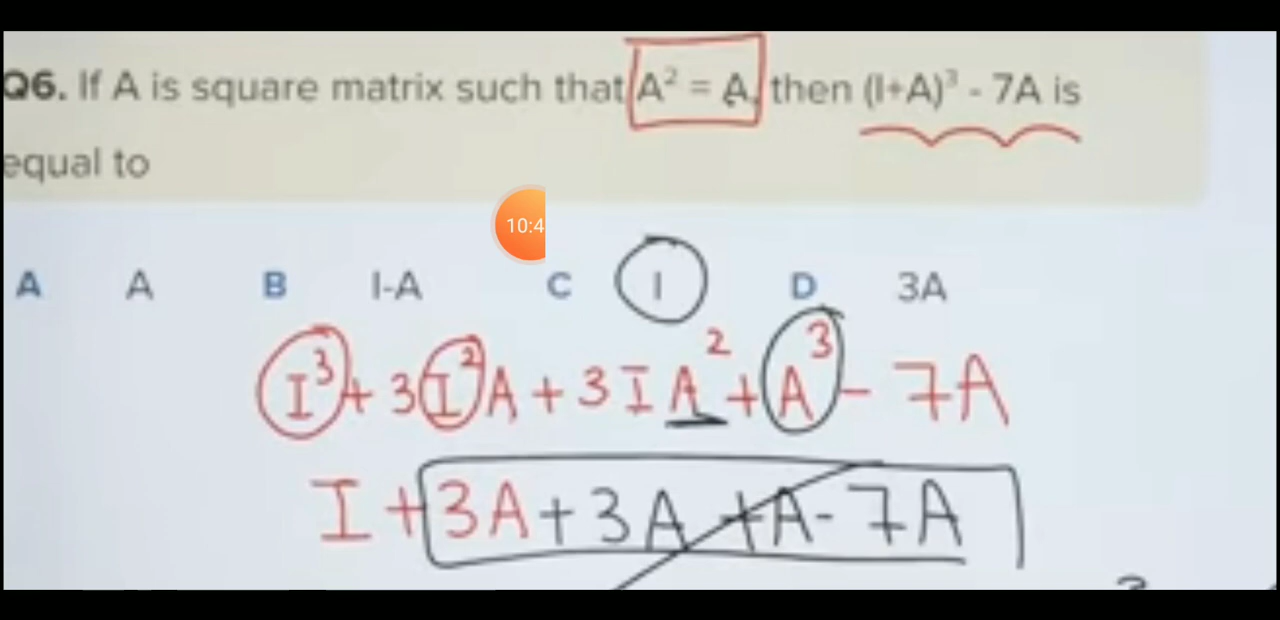 Q6. If A is square matrix such that A² = A, then (I+A)³ - 7A is
equal to
10:4
A A B I-A C I D 3A
I³ + 3I²A + 3IA² + A³ - 7A
I + 3A + 3A + A - 7A